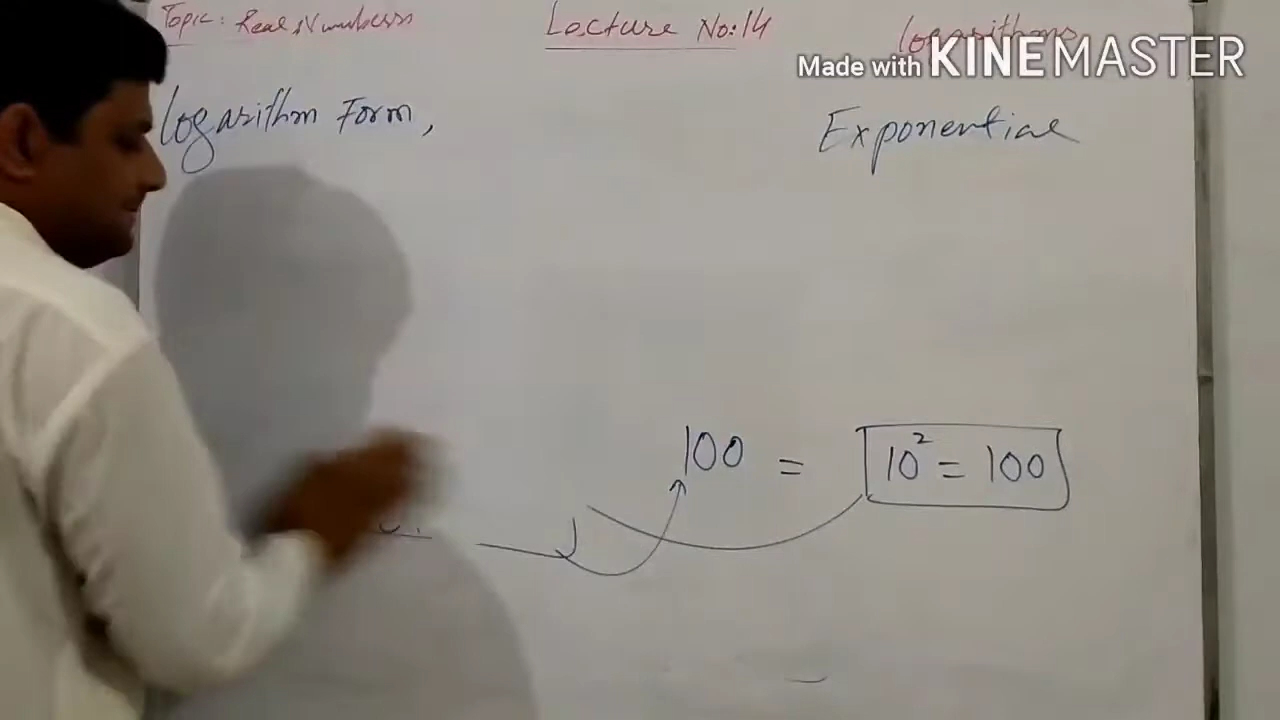 Topic: Real Numbers
Lecture No:14
logarithms
Made with KINEMASTER
logarithm Form,
Exponential
100 = 10² = 100